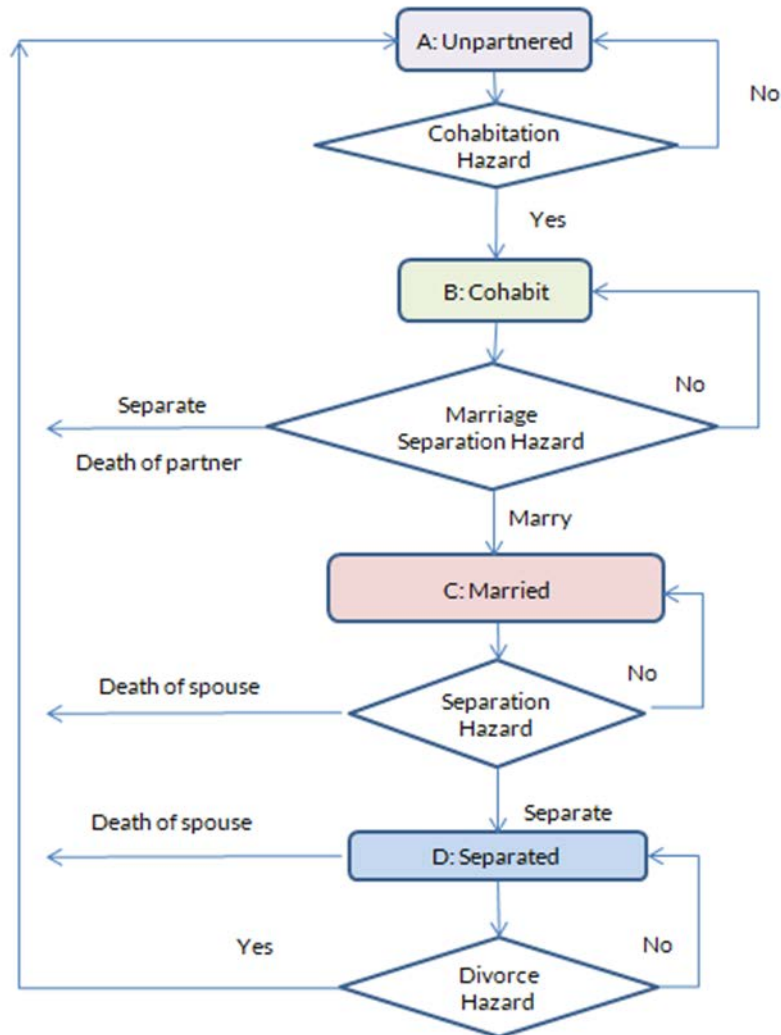 A: Unpartnered
No
Cohabitation
Hazard
Yes
B: Cohabit
No
Separate
Death of partner
Marriage
Separation Hazard
Marry
C: Married
No
Death of spouse
Separation
Hazard
Separate
Death of spouse
D: Separated
Yes
No
Divorce
Hazard